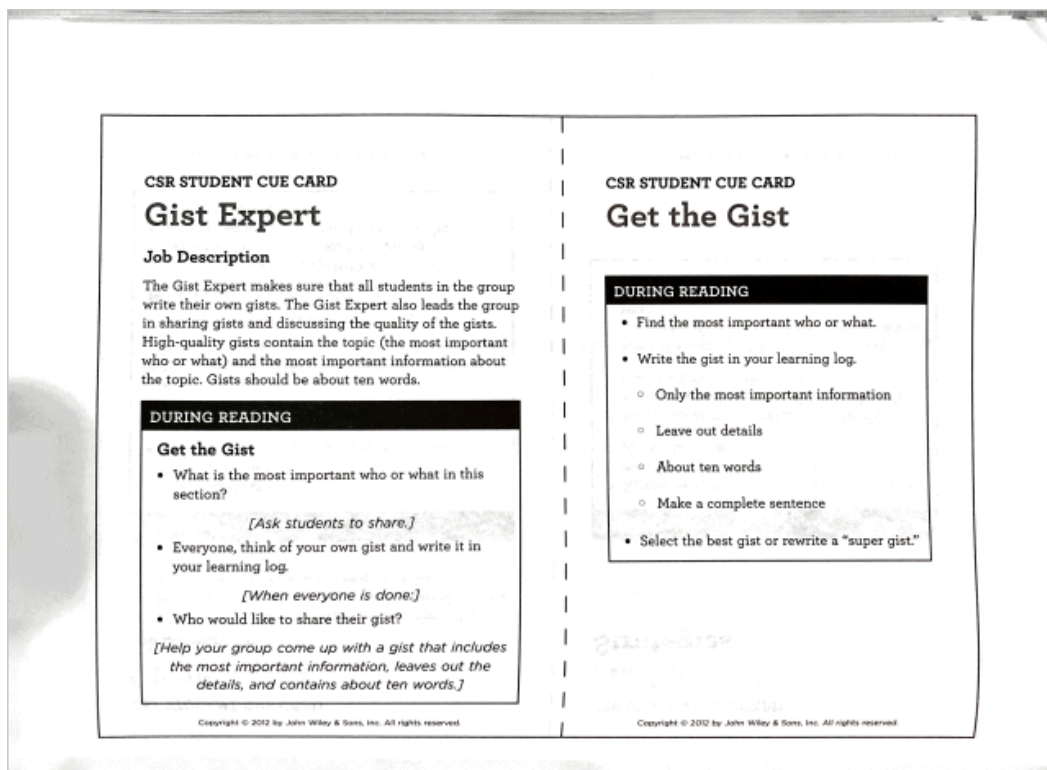 CSR STUDENT CUE CARD
Gist Expert
Job Description
The Gist Expert makes sure that all students in the group
write their own gists. The Gist Expert also leads the group
in sharing gists and discussing the quality of the gists.
High-quality gists contain the topic (the most important
who or what) and the most important information about
the topic. Gists should be about ten words.
DURING READING
Get the Gist
• What is the most important who or what in this
section?
[Ask students to share.]
• Everyone, think of your own gist and write it in
your learning log.
[When everyone is done:]
• Who would like to share their gist?
[Help your group come up with a gist that includes
the most important information, leaves out the
details, and contains about ten words.]
Copyright © 2012 by John Wiley & Sons, Inc. All rights reserved.
CSR STUDENT CUE CARD
Get the Gist
DURING READING
• Find the most important who or what.
• Write the gist in your learning log.
○ Only the most important information
○ Leave out details
○ About ten words
○ Make a complete sentence
• Select the best gist or rewrite a “super gist.”
Copyright © 2012 by John Wiley & Sons, Inc. All rights reserved.